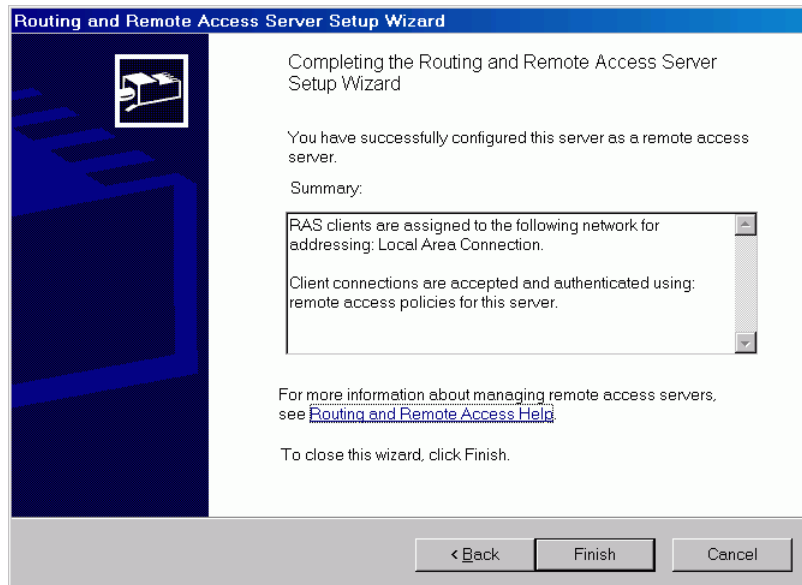 Routing and Remote Access Server Setup Wizard
Completing the Routing and Remote Access Server
Setup Wizard
You have successfully configured this server as a remote access
server.
Summary:
RAS clients are assigned to the following network for
addressing: Local Area Connection.
Client connections are accepted and authenticated using:
remote access policies for this server.
For more information about managing remote access servers,
see Routing and Remote Access Help.
To close this wizard, click Finish.
< Back
Finish
Cancel